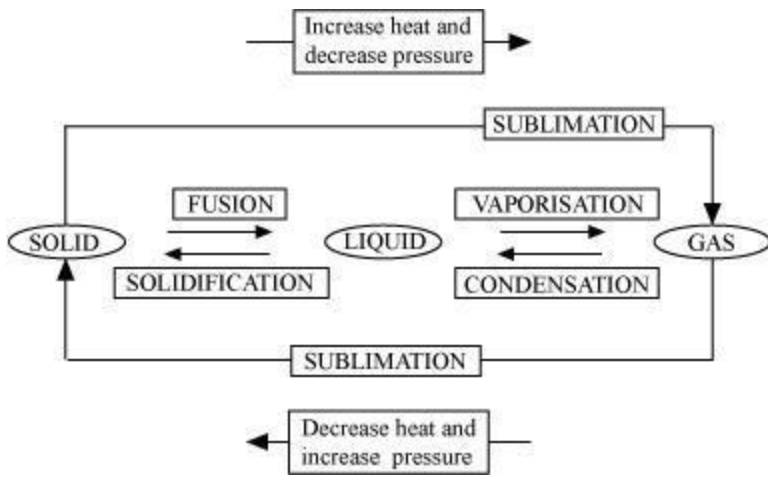 Increase heat and
decrease pressure
SUBLIMATION
FUSION
VAPORISATION
SOLID
LIQUID
GAS
SOLIDIFICATION
CONDENSATION
SUBLIMATION
Decrease heat and
increase pressure